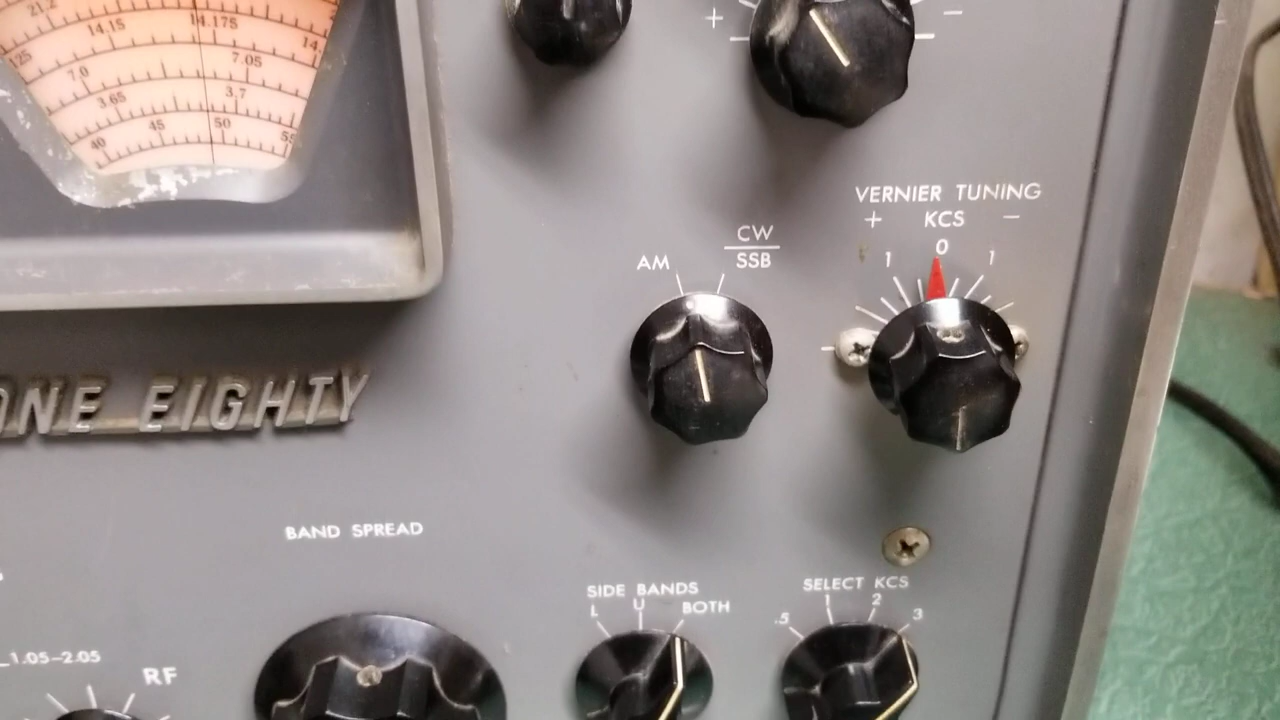 21.2
14.15 14.175 14.
125 7.0 7.05
3.65 3.7
40 45 50 55
+ −
VERNIER TUNING
+ KCS −
1 0 1
AM CW
SSB
ONE EIGHTY
BAND SPREAD
SIDE BANDS
L U BOTH
SELECT KCS
.5 1 2 3
1.05-2.05
RF